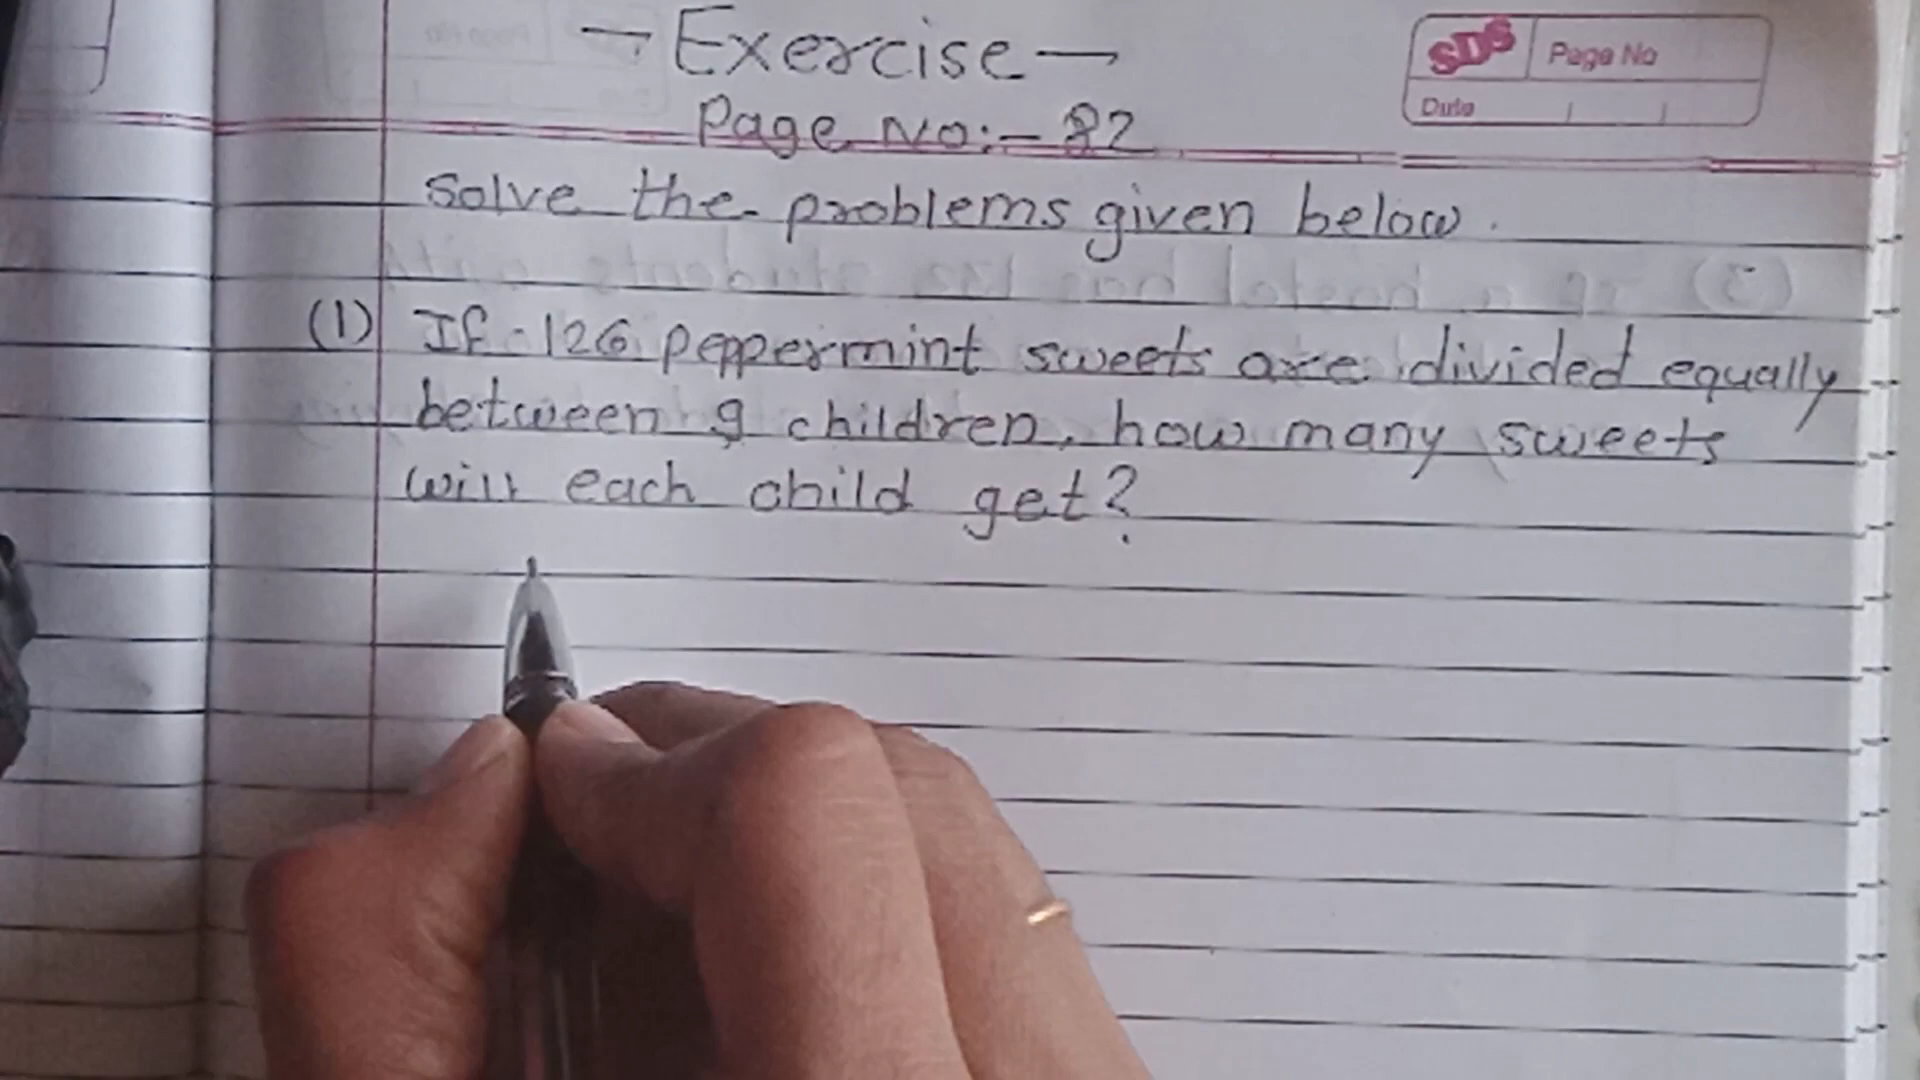 Exercise
SDS Page No
Date
Page No:- 82
Solve the problems given below.
(1) If 126 peppermint sweets are divided equally
between 9 children, how many sweets
will each child get?